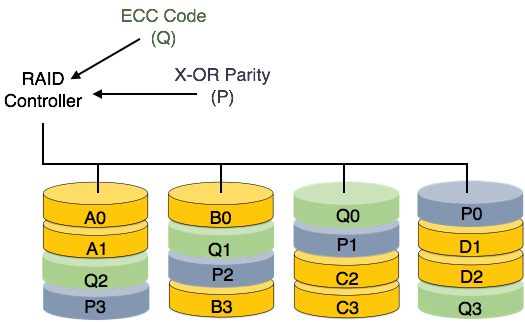 ECC Code
(Q)
X-OR Parity
(P)
RAID
Controller
A0 B0 Q0 P0
A1 Q1 P1 D1
Q2 P2 C2 D2
P3 B3 C3 Q3